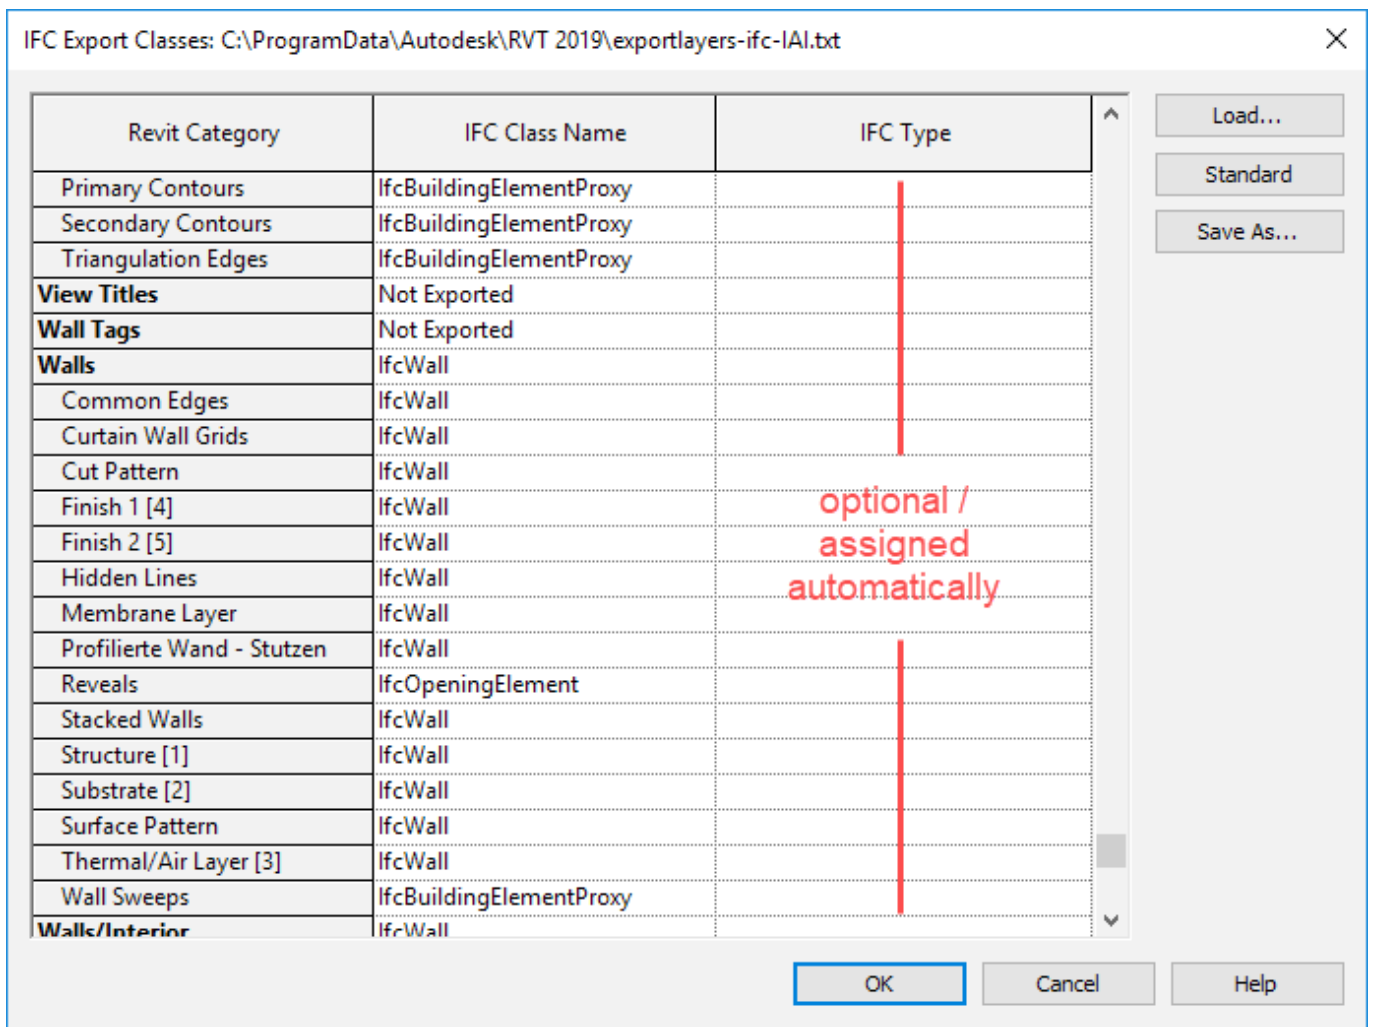 IFC Export Classes: C:\ProgramData\Autodesk\RVT 2019\exportlayers-ifc-IAI.txt
Revit Category IFC Class Name IFC Type
Load...
Standard
Save As...
Primary Contours IfcBuildingElementProxy
Secondary Contours IfcBuildingElementProxy
Triangulation Edges IfcBuildingElementProxy
View Titles Not Exported
Wall Tags Not Exported
Walls IfcWall
Common Edges IfcWall
Curtain Wall Grids IfcWall
Cut Pattern IfcWall
Finish 1 [4] IfcWall
Finish 2 [5] IfcWall
Hidden Lines IfcWall
Membrane Layer IfcWall
Profilierte Wand - Stutzen IfcWall
Reveals IfcOpeningElement
Stacked Walls IfcWall
Structure [1] IfcWall
Substrate [2] IfcWall
Surface Pattern IfcWall
Thermal/Air Layer [3] IfcWall
Wall Sweeps IfcBuildingElementProxy
Walls/Interior IfcWall
optional /
assigned
automatically
OK Cancel Help